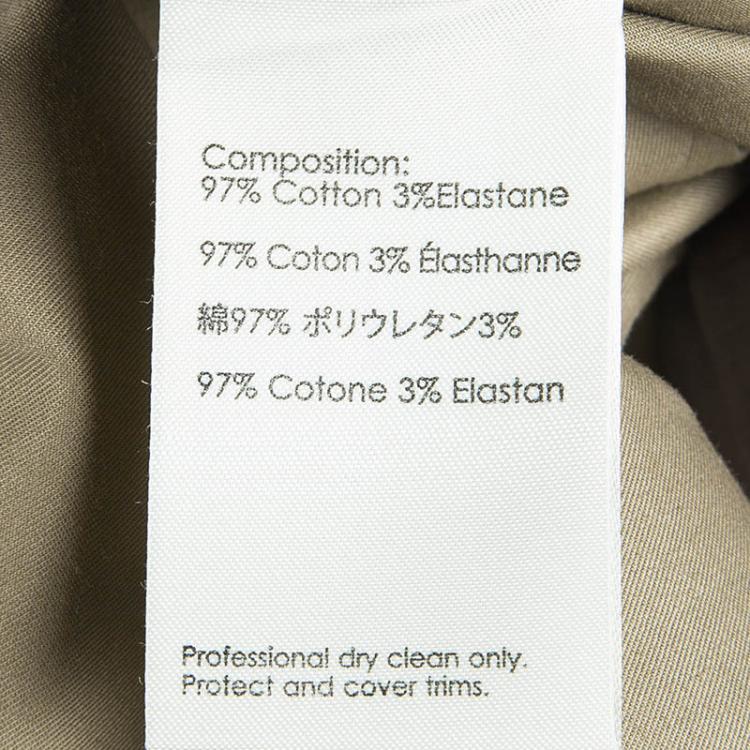 Composition:
97% Cotton 3%Elastane
97% Coton 3% Élasthanne
綿97% ポリウレタン3%
97% Cotone 3% Elastan
Professional dry clean only.
Protect and cover trims.